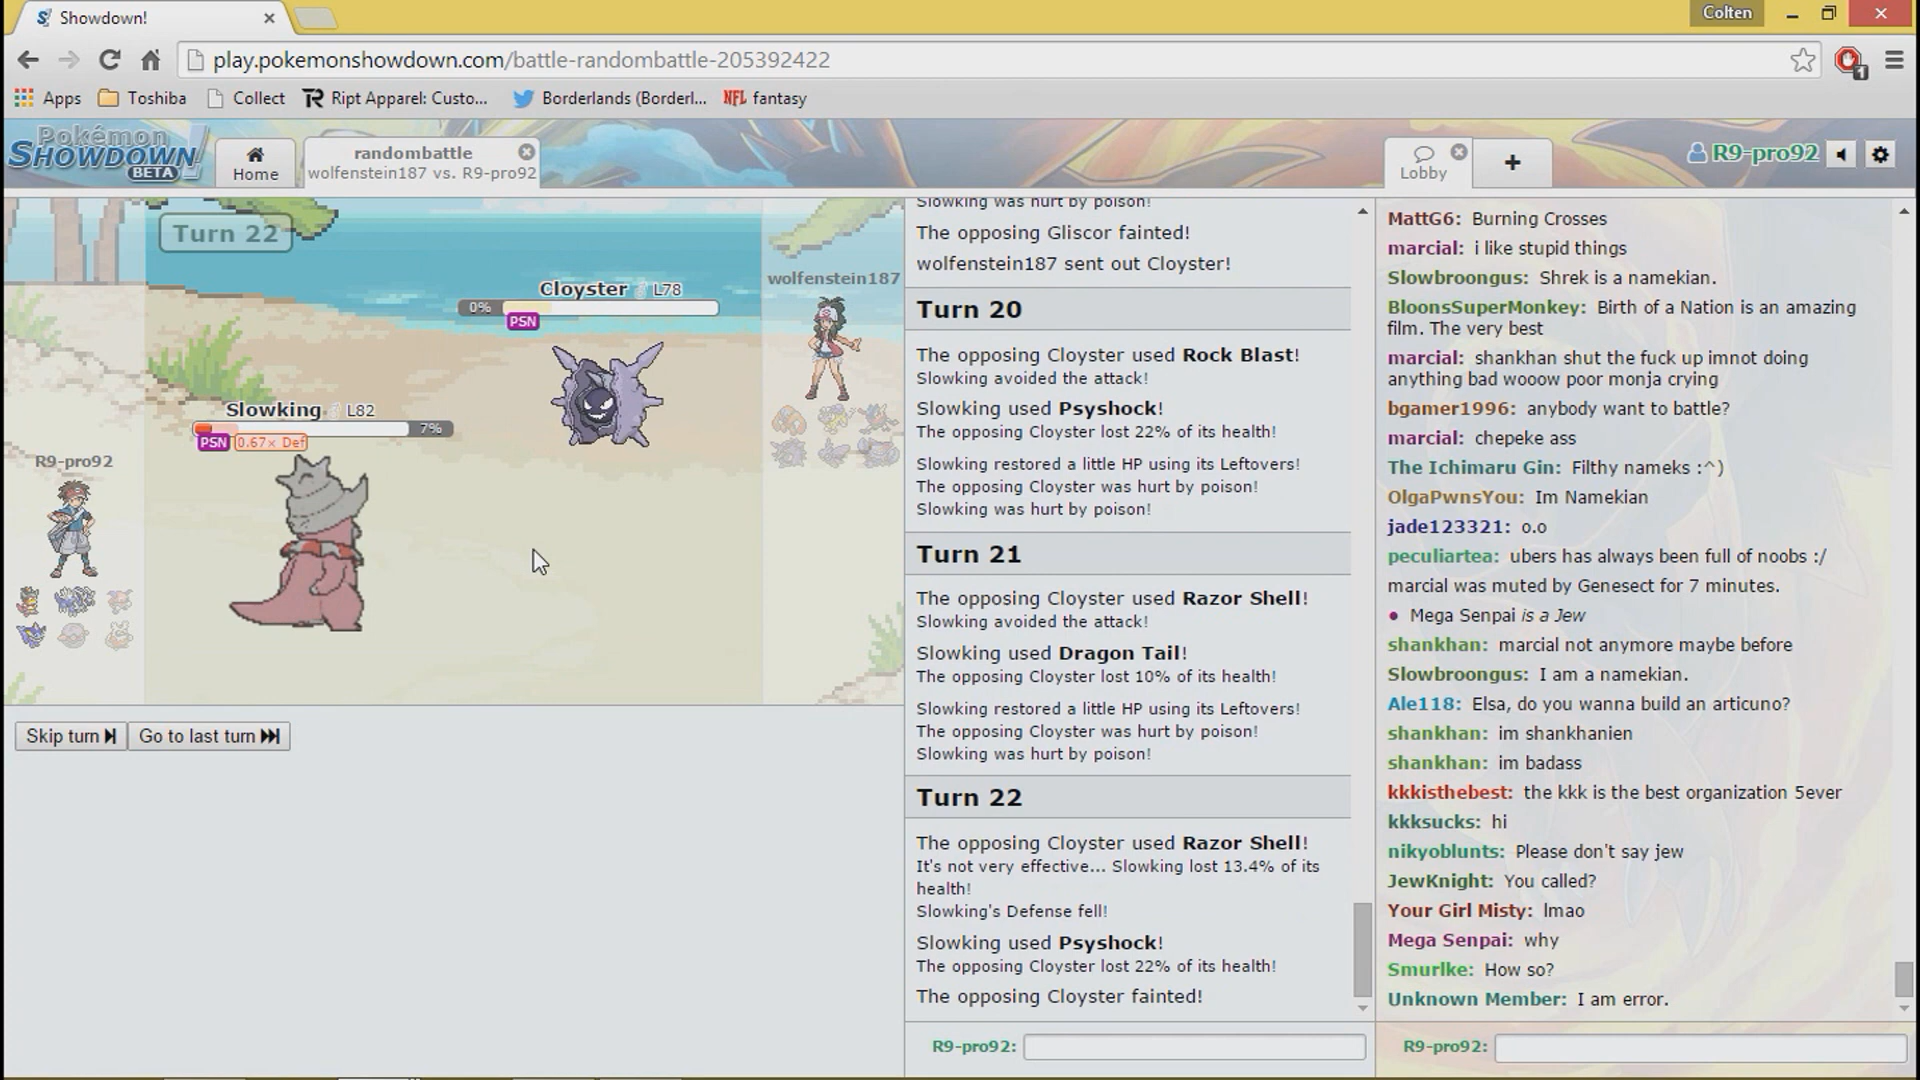 Showdown!
Colten
play.pokemonshowdown.com/battle-randombattle-205392422
1
Apps
Toshiba
Collect
Ript Apparel: Custo...
Borderlands (Borderl...
NFL fantasy
Pokémon
SHOWDOWN!
BETA
Home
randombattle
wolfenstein187 vs. R9-pro92
Lobby
+
R9-pro92
Turn 22
Cloyster L78
0%
PSN
wolfenstein187
Slowking L82
7%
PSN 0.67× Def
R9-pro92
Skip turn
Go to last turn
Slowking was hurt by poison!
The opposing Gliscor fainted!
wolfenstein187 sent out Cloyster!
Turn 20
The opposing Cloyster used Rock Blast!
Slowking avoided the attack!
Slowking used Psyshock!
The opposing Cloyster lost 22% of its health!
Slowking restored a little HP using its Leftovers!
The opposing Cloyster was hurt by poison!
Slowking was hurt by poison!
Turn 21
The opposing Cloyster used Razor Shell!
Slowking avoided the attack!
Slowking used Dragon Tail!
The opposing Cloyster lost 10% of its health!
Slowking restored a little HP using its Leftovers!
The opposing Cloyster was hurt by poison!
Slowking was hurt by poison!
Turn 22
The opposing Cloyster used Razor Shell!
It's not very effective... Slowking lost 13.4% of its
health!
Slowking's Defense fell!
Slowking used Psyshock!
The opposing Cloyster lost 22% of its health!
The opposing Cloyster fainted!
R9-pro92:
MattG6: Burning Crosses
marcial: i like stupid things
Slowbroongus: Shrek is a namekian.
BloonsSuperMonkey: Birth of a Nation is an amazing
film. The very best
marcial: shankhan shut the fuck up imnot doing
anything bad wooow poor monja crying
bgamer1996: anybody want to battle?
marcial: chepeke ass
The Ichimaru Gin: Filthy nameks :^)
OlgaPwnsYou: Im Namekian
jade123321: o.o
peculiartea: ubers has always been full of noobs :/
marcial was muted by Genesect for 7 minutes.
• Mega Senpai is a Jew
shankhan: marcial not anymore maybe before
Slowbroongus: I am a namekian.
Ale118: Elsa, do you wanna build an articuno?
shankhan: im shankhanien
shankhan: im badass
kkkisthebest: the kkk is the best organization 5ever
kkksucks: hi
nikyoblunts: Please don't say jew
JewKnight: You called?
Your Girl Misty: lmao
Mega Senpai: why
Smurlke: How so?
Unknown Member: I am error.
R9-pro92: